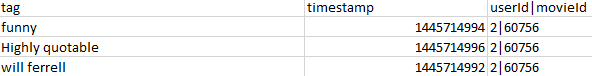 tag timestamp userId|movieId
funny 1445714994 2|60756
Highly quotable 1445714996 2|60756
will ferrell 1445714992 2|60756